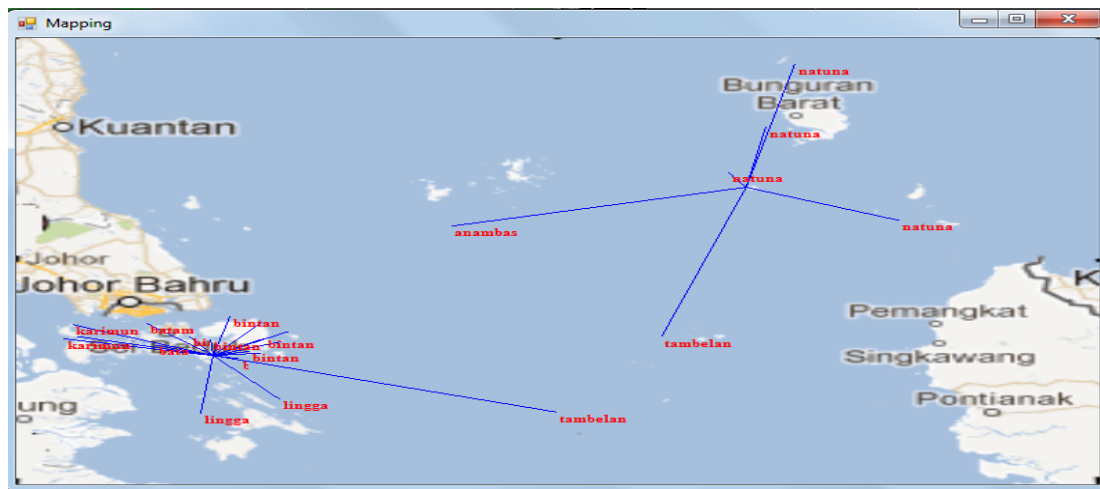 Mapping
natuna
Bunguran
Barat
Kuantan
natuna
natuna
anambas
natuna
Johor
Johor Bahru
K
Pemangkat
bintan
karimun
batam
tambelan
karimun
bintan
bintan
Singkawang
bintan
t
Pontianak
ung
lingga
lingga
tambelan